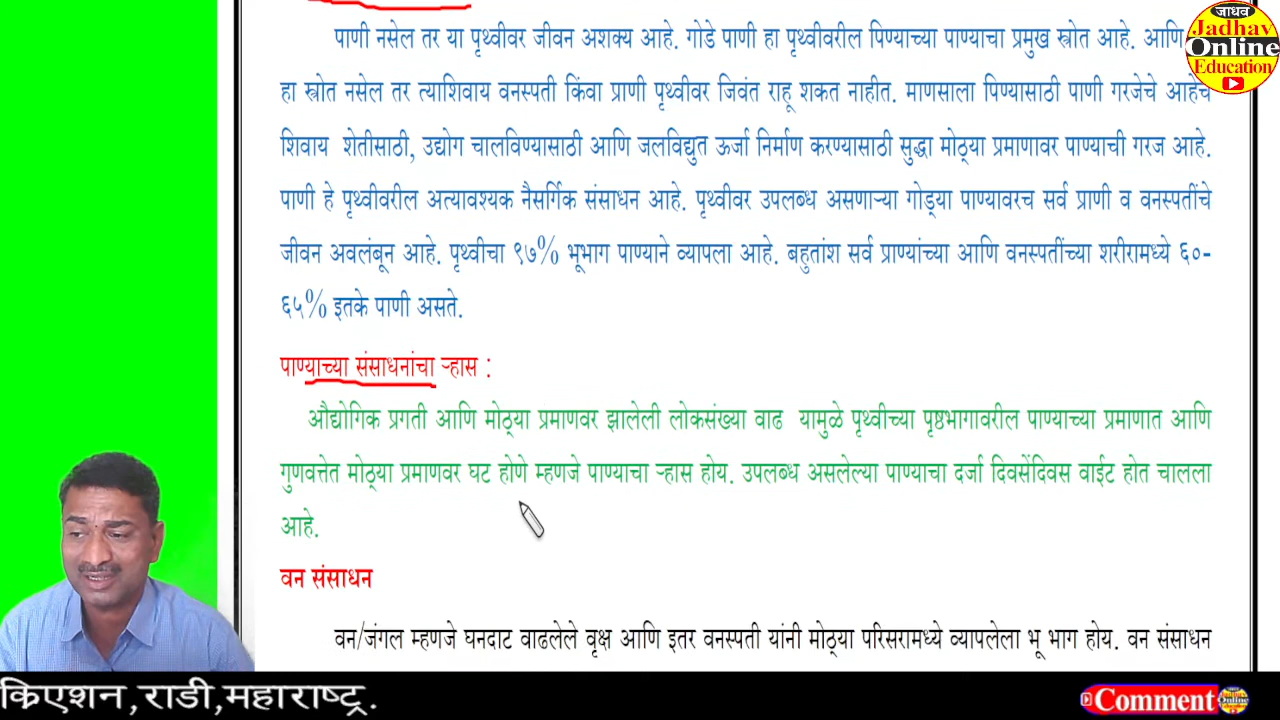 जाधव
Jadhav
Online
Education
पाणी नसेल तर या पृथ्वीवर जीवन अशक्य आहे. गोडे पाणी हा पृथ्वीवरील पिण्याच्या पाण्याचा प्रमुख स्त्रोत आहे. आणि
हा स्त्रोत नसेल तर त्याशिवाय वनस्पती किंवा प्राणी पृथ्वीवर जिवंत राहू शकत नाहीत. माणसाला पिण्यासाठी पाणी गरजेचे आहेच
शिवाय शेतीसाठी, उद्योग चालविण्यासाठी आणि जलविद्युत ऊर्जा निर्माण करण्यासाठी सुद्धा मोठ्या प्रमाणावर पाण्याची गरज आहे.
पाणी हे पृथ्वीवरील अत्यावश्यक नैसर्गिक संसाधन आहे. पृथ्वीवर उपलब्ध असणाऱ्या गोड्या पाण्यावरच सर्व प्राणी व वनस्पतींचे
जीवन अवलंबून आहे. पृथ्वीचा ९७% भूभाग पाण्याने व्यापला आहे. बहुतांश सर्व प्राण्यांच्या आणि वनस्पतींच्या शरीरामध्ये ६०-
६५% इतके पाणी असते.
पाण्याच्या संसाधनांचा ऱ्हास :
औद्योगिक प्रगती आणि मोठ्या प्रमाणवर झालेली लोकसंख्या वाढ यामुळे पृथ्वीच्या पृष्ठभागावरील पाण्याच्या प्रमाणात आणि
गुणवत्तेत मोठ्या प्रमाणवर घट होणे म्हणजे पाण्याचा ऱ्हास होय. उपलब्ध असलेल्या पाण्याचा दर्जा दिवसेंदिवस वाईट होत चालला
आहे.
वन संसाधन
वन/जंगल म्हणजे घनदाट वाढलेले वृक्ष आणि इतर वनस्पती यांनी मोठ्या परिसरामध्ये व्यापलेला भू भाग होय. वन संसाधन
किएशन,राडी,महाराष्ट्र.
Comment